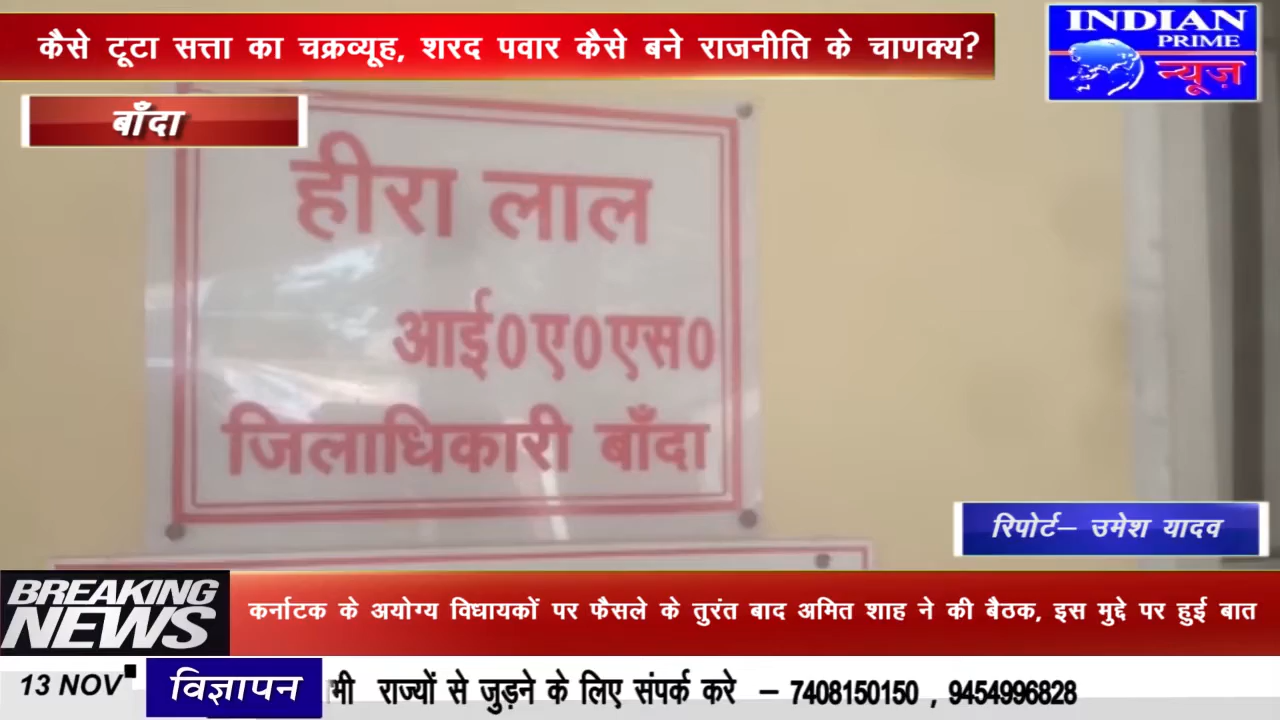 कैसे टूटा सत्ता का चक्रव्यूह, शरद पवार कैसे बने राजनीति के चाणक्य?
INDIAN
PRIME
न्यूज़
बाँदा
हीरा लाल
आई0ए0एस0
जिलाधिकारी बाँदा
रिपोर्ट– उमेश यादव
BREAKING
NEWS
कर्नाटक के अयोग्य विधायकों पर फैसले के तुरंत बाद अमित शाह ने की बैठक, इस मुद्दे पर हुई बात
13 NOV
विज्ञापन
राज्यों से जुड़ने के लिए संपर्क करे – 7408150150 , 9454996828